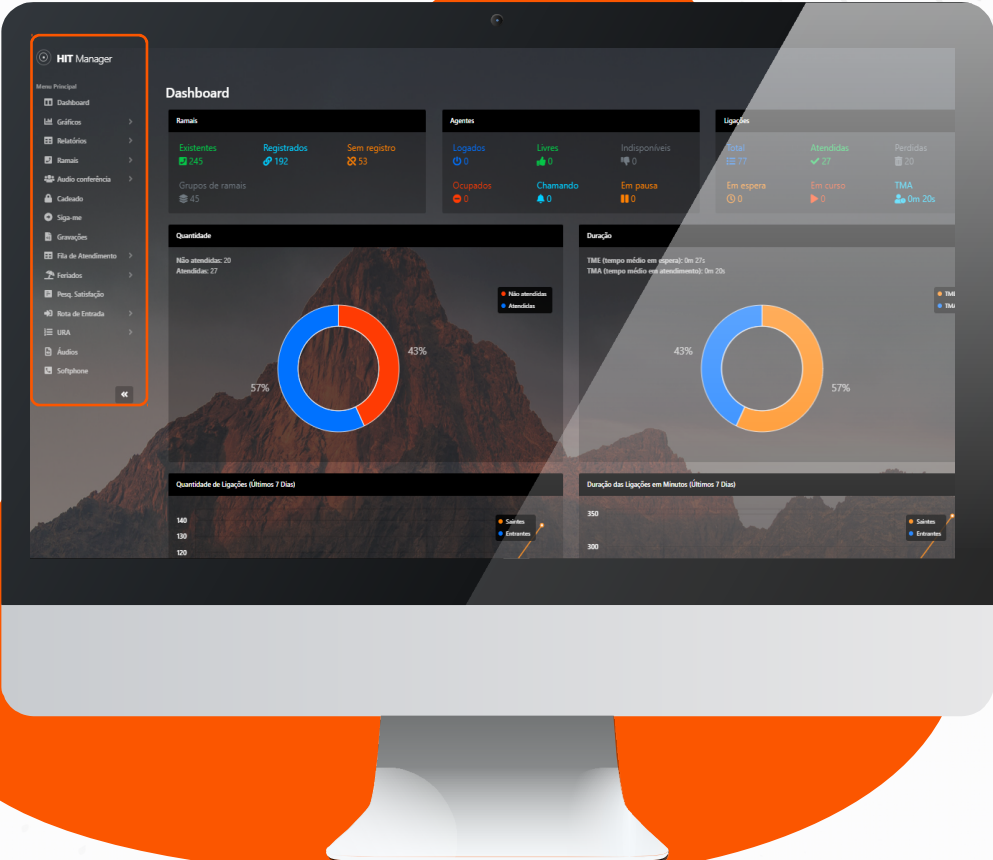 HIT Manager
Menu Principal
Dashboard
Gráficos
Relatórios
Ramais
Audio conferência
Cadeado
Siga-me
Gravações
Fila de Atendimento
Feriados
Pesq. Satisfação
Rota de Entrada
URA
Áudios
Softphone
Dashboard
Ramais
Existentes Registrados Sem registro
245 192 53
Grupos de ramais
45
Agentes
Logados Livres Indisponíveis
0 0 0
Ocupados Chamando Em pausa
0 0 0
Ligações
Total Atendidas Perdidas
77 27 20
Em espera Em curso TMA
0 0 0m 20s
Quantidade
Não atendidas: 20
Atendidas: 27
Não atendidas
Atendidas
43%
57%
Duração
TME (tempo médio em espera): 0m 27s
TMA (tempo médio em atendimento): 0m 20s
TME
TMA
43%
57%
Quantidade de Ligações (Últimos 7 Dias)
140
130
120
Saintes
Entrantes
Duração das Ligações em Minutos (Últimos 7 Dias)
350
300
Saintes
Entrantes